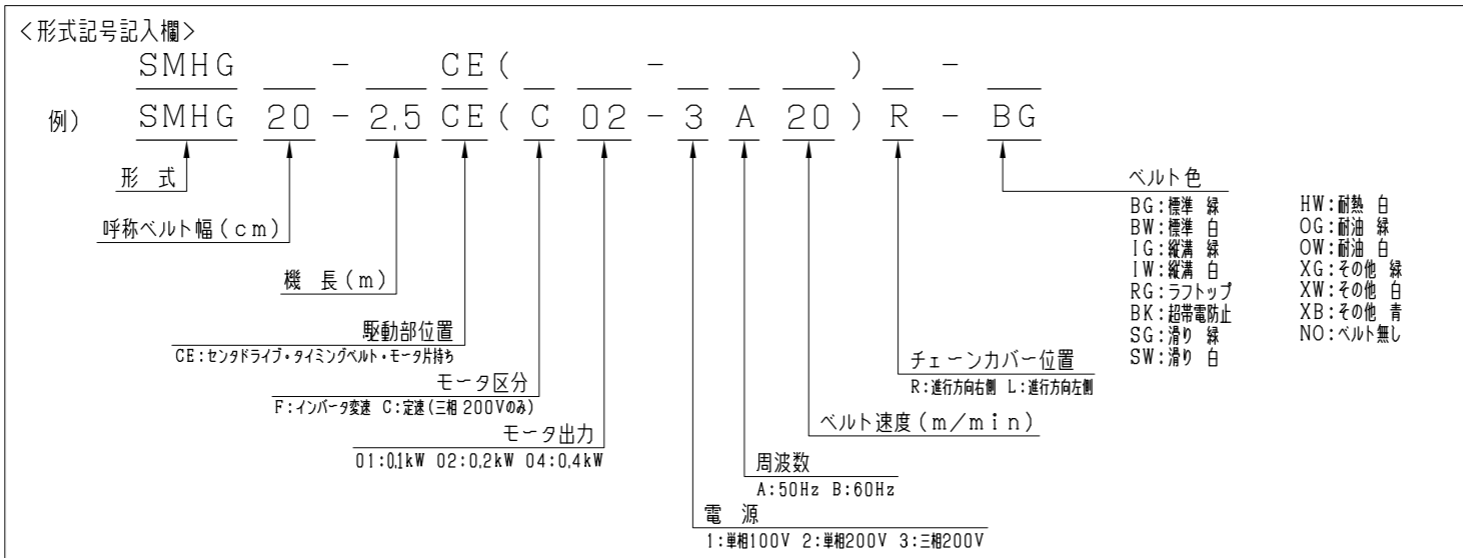 <形式記号記入欄>
SMHG - CE( - ) -
例) SMHG 20 - 2.5 CE( C 02 - 3 A 20 ) R - BG
形 式
呼称ベルト幅(cm)
機 長(m)
駆動部位置
CE:センタドライブ・タイミングベルト・モータ片持ち
モータ区分
F:インバータ変速 C:定速(三相 200Vのみ)
モータ出力
01:0.1kW 02:0.2kW 04:0.4kW
電 源
1:単相100V 2:単相200V 3:三相200V
周波数
A:50Hz B:60Hz
ベルト速度(m/min)
チェーンカバー位置
R:進行方向右側 L:進行方向左側
ベルト色
BG:標準 緑
BW:標準 白
IG:縦溝 緑
IW:縦溝 白
RG:ラフトップ
BK:超帯電防止
SG:滑り 緑
SW:滑り 白
HW:耐熱 白
OG:耐油 緑
OW:耐油 白
XG:その他 緑
XW:その他 白
XB:その他 青
NO:ベルト無し